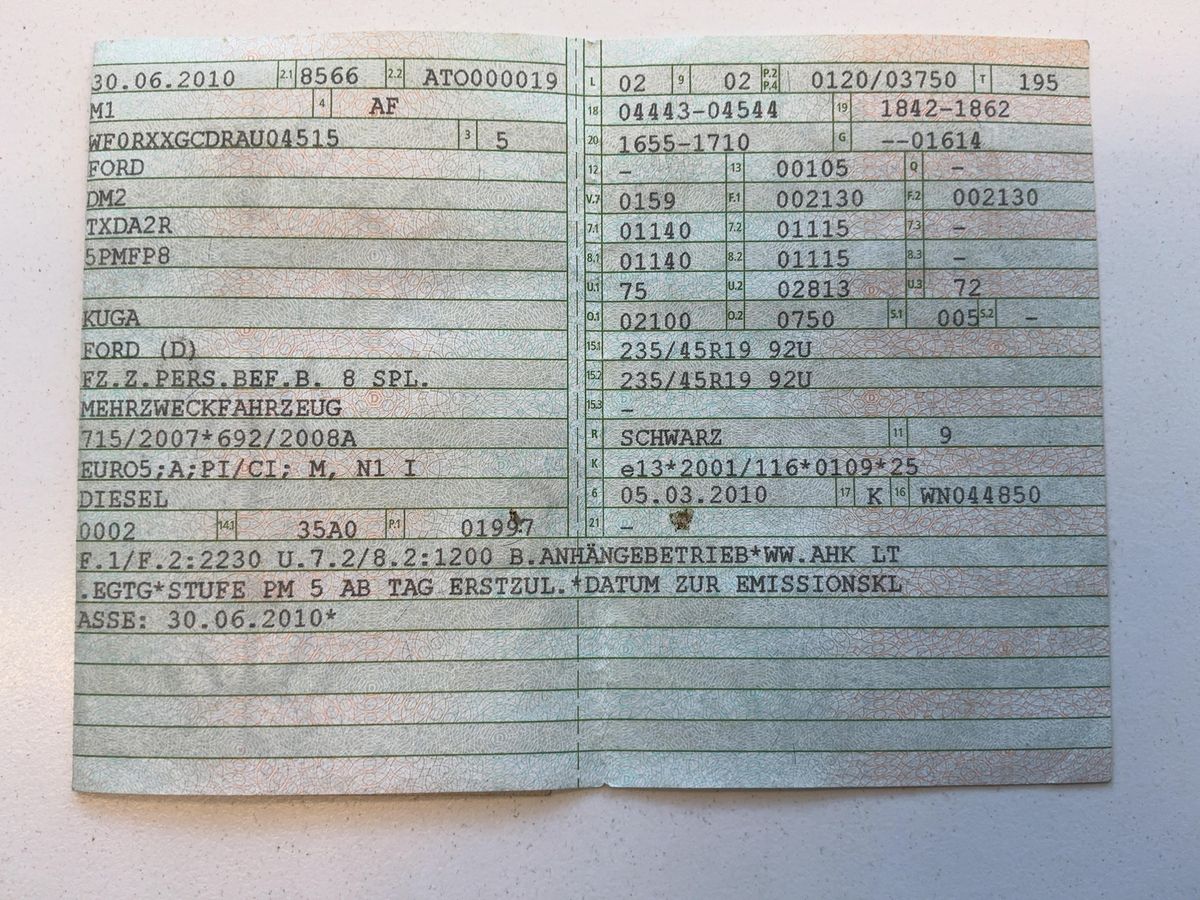 30.06.2010 2.1 8566 2.2 ATO000019
M1 4 AF
WF0RXXGCDRAU04515 3 5
FORD
DM2
TXDA2R
5PMFP8
KUGA
FORD (D)
FZ.Z.PERS.BEF.B. 8 SPL.
MEHRZWECKFAHRZEUG
715/2007*692/2008A
EURO5;A;PI/CI; M, N1 I
DIESEL
0002 14.1 35A0 P.1 01997
L 02 9 02 P.2 P.4 0120/03750 T 195
18 04443-04544 19 1842-1862
20 1655-1710 G --01614
12 - 13 00105 Q -
V.7 0159 F.1 002130 F.2 002130
7.1 01140 7.2 01115 7.3 -
8.1 01140 8.2 01115 8.3 -
U.1 75 U.2 02813 U.3 72
O.1 02100 O.2 0750 S.1 005 S.2 -
15.1 235/45R19 92U
15.2 235/45R19 92U
15.3 -
R SCHWARZ 11 9
K e13*2001/116*0109*25
6 05.03.2010 17 K 16 WN044850
21 -
F.1/F.2:2230 U.7.2/8.2:1200 B.ANHÄNGEBETRIEB*WW.AHK LT
.EGTG*STUFE PM 5 AB TAG ERSTZUL.*DATUM ZUR EMISSIONSKL
ASSE: 30.06.2010*